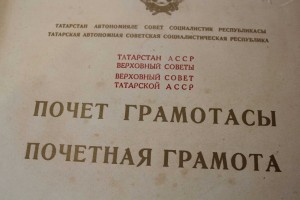 ТАТАРСТАН АВТОНОМИЯЛЕ СОВЕТ СОЦИАЛИСТИК РЕСПУБЛИКАСЫ
ТАТАРСКАЯ АВТОНОМНАЯ СОВЕТСКАЯ СОЦИАЛИСТИЧЕСКАЯ РЕСПУБЛИКА
ТАТАРСТАН АССР
ВЕРХОВНЫЙ СОВЕТЫ
ВЕРХОВНЫЙ СОВЕТ
ТАТАРСКОЙ АССР
ПОЧЕТ ГРАМОТАСЫ
ПОЧЕТНАЯ ГРАМОТА